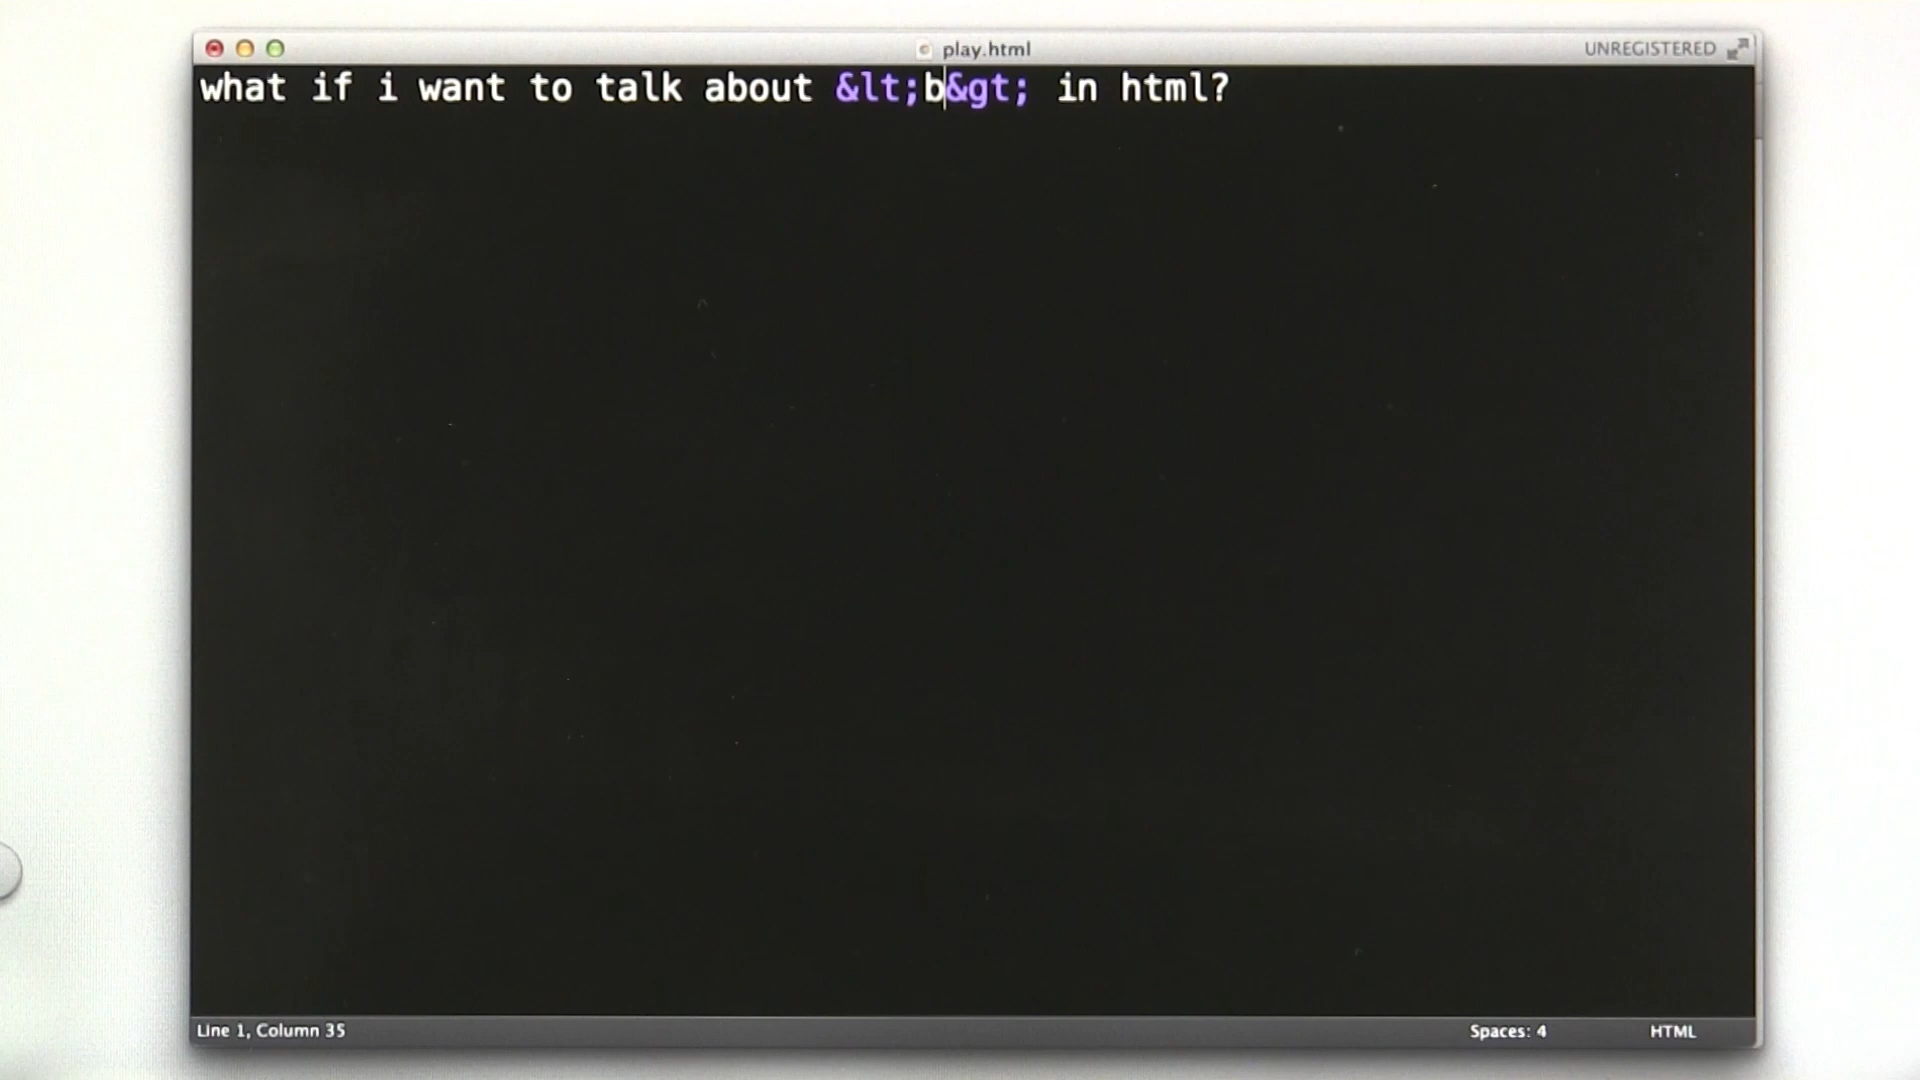 play.html
UNREGISTERED
what if i want to talk about &lt;b&gt; in html?
Line 1, Column 35
Spaces: 4
HTML